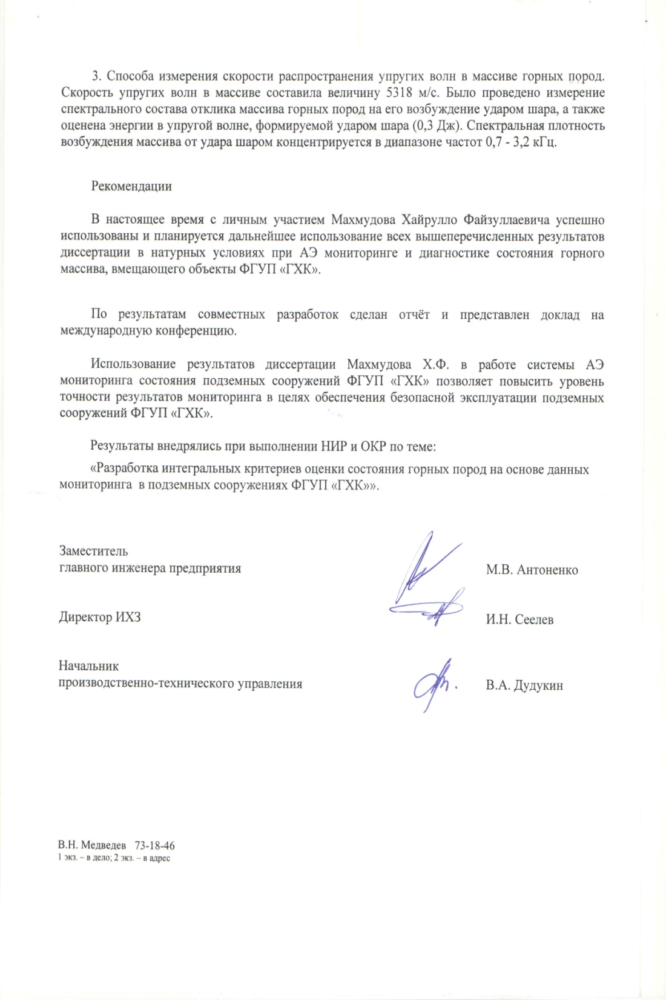 3. Способа измерения скорости распространения упругих волн в массиве горных пород.
Скорость упругих волн в массиве составила величину 5318 м/с. Было проведено измерение
спектрального состава отклика массива горных пород на его возбуждение ударом шара, а также
оценена энергии в упругой волне, формируемой ударом шара (0,3 Дж). Спектральная плотность
возбуждения массива от удара шаром концентрируется в диапазоне частот 0,7 - 3,2 кГц.
Рекомендации
В настоящее время с личным участием Махмудова Хайрулло Файзуллаевича успешно
использованы и планируется дальнейшее использование всех вышеперечисленных результатов
диссертации в натурных условиях при АЭ мониторинге и диагностике состояния горного
массива, вмещающего объекты ФГУП «ГХК».
По результатам совместных разработок сделан отчёт и представлен доклад на
международную конференцию.
Использование результатов диссертации Махмудова Х.Ф. в работе системы АЭ
мониторинга состояния подземных сооружений ФГУП «ГХК» позволяет повысить уровень
точности результатов мониторинга в целях обеспечения безопасной эксплуатации подземных
сооружений ФГУП «ГХК».
Результаты внедрялись при выполнении НИР и ОКР по теме:
«Разработка интегральных критериев оценки состояния горных пород на основе данных
мониторинга в подземных сооружениях ФГУП «ГХК»».
Заместитель
главного инженера предприятия М.В. Антоненко
Директор ИХЗ И.Н. Сеелев
Начальник
производственно-технического управления В.А. Дудукин
В.Н. Медведев 73-18-46
1 экз. – в дело; 2 экз. – в адрес